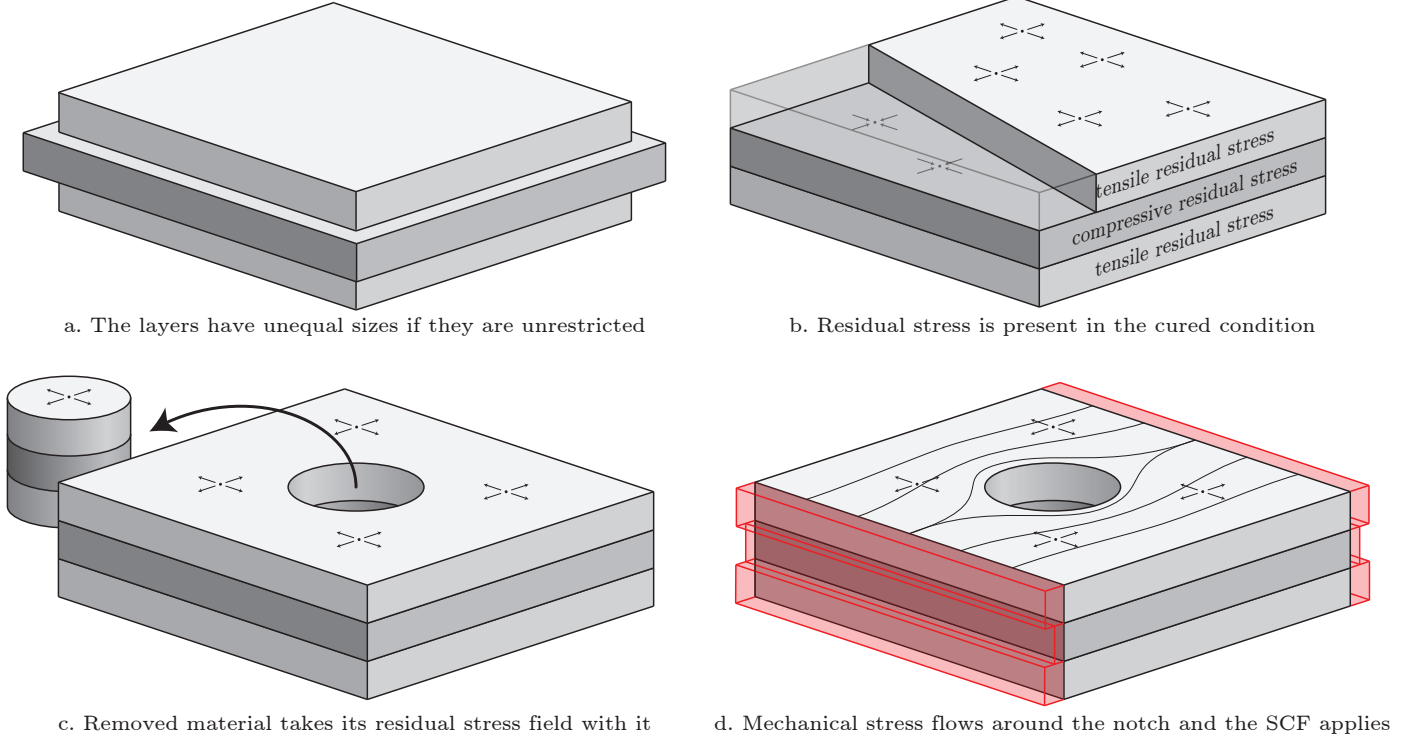 tensile residual stress
compressive residual stress
tensile residual stress
a. The layers have unequal sizes if they are unrestricted
b. Residual stress is present in the cured condition
c. Removed material takes its residual stress field with it
d. Mechanical stress flows around the notch and the SCF applies